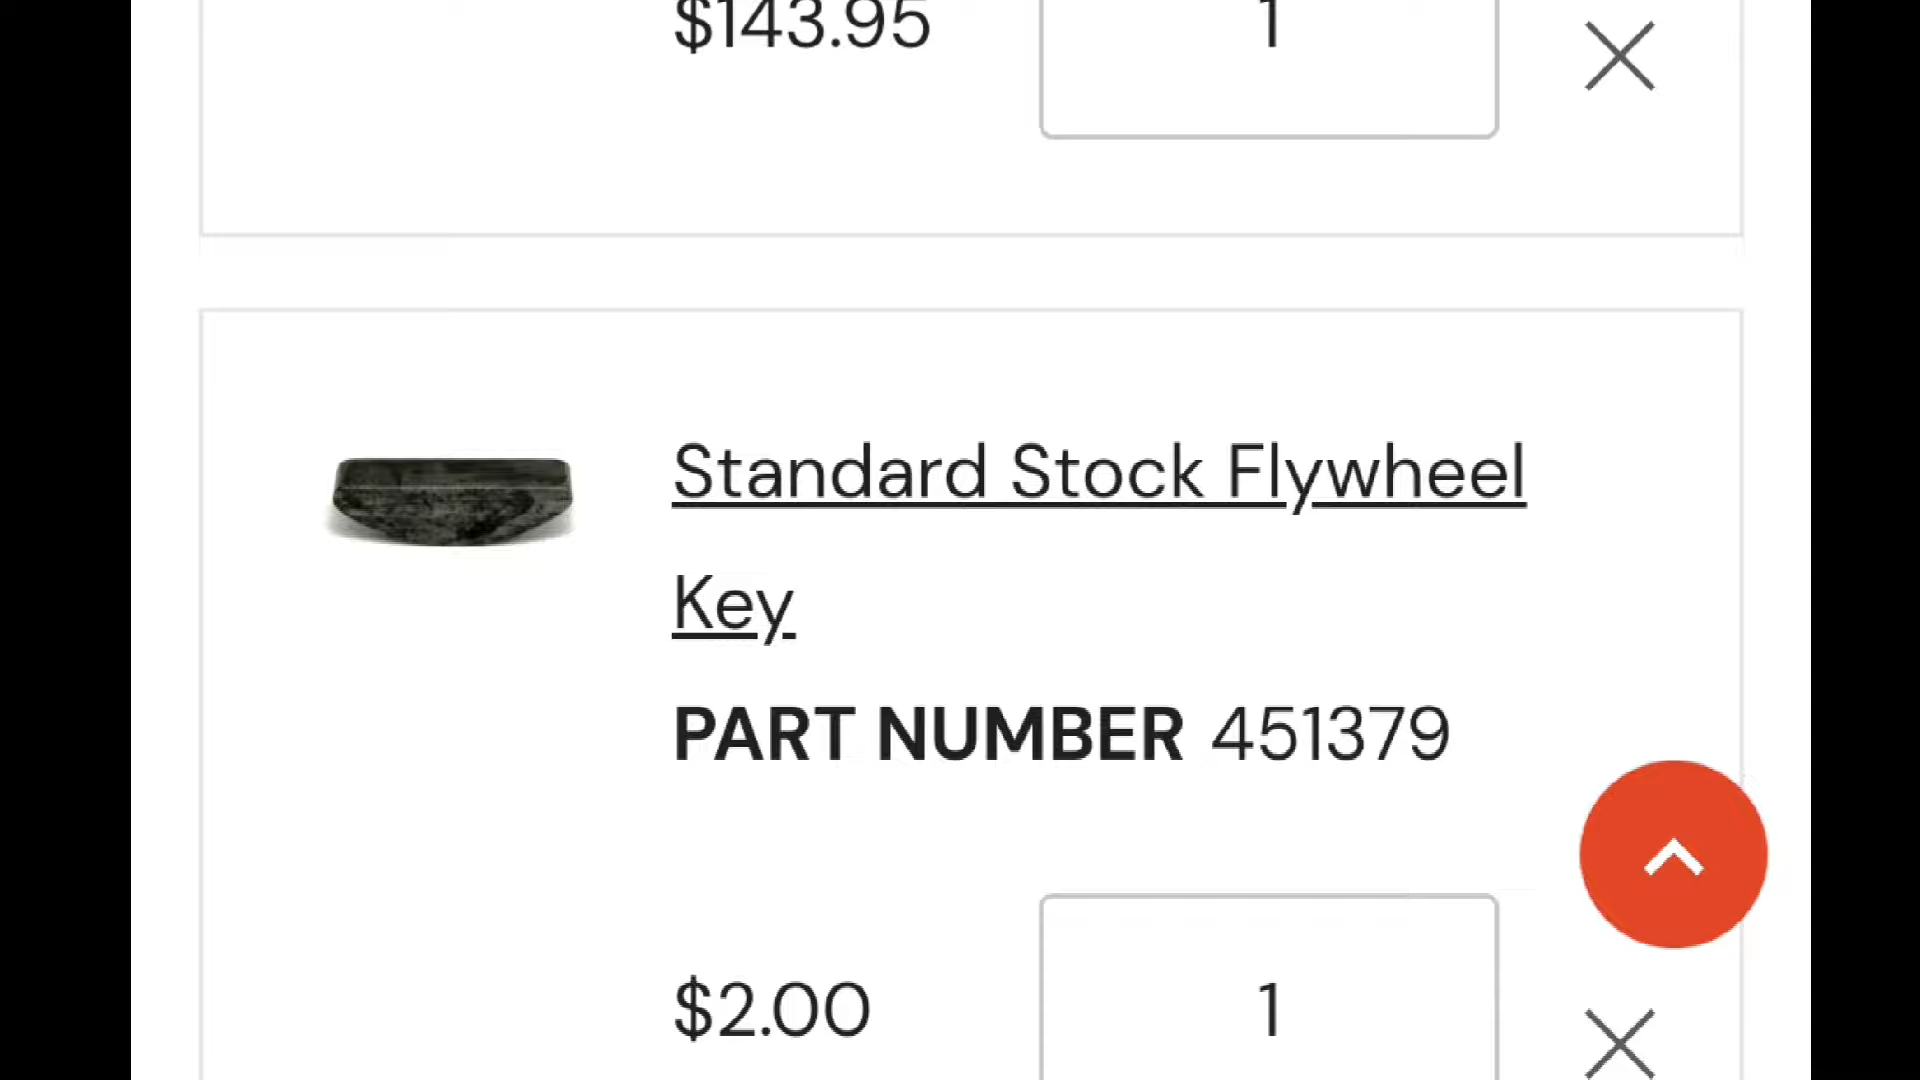 $143.95 1
Standard Stock Flywheel
Key
PART NUMBER 451379
$2.00 1